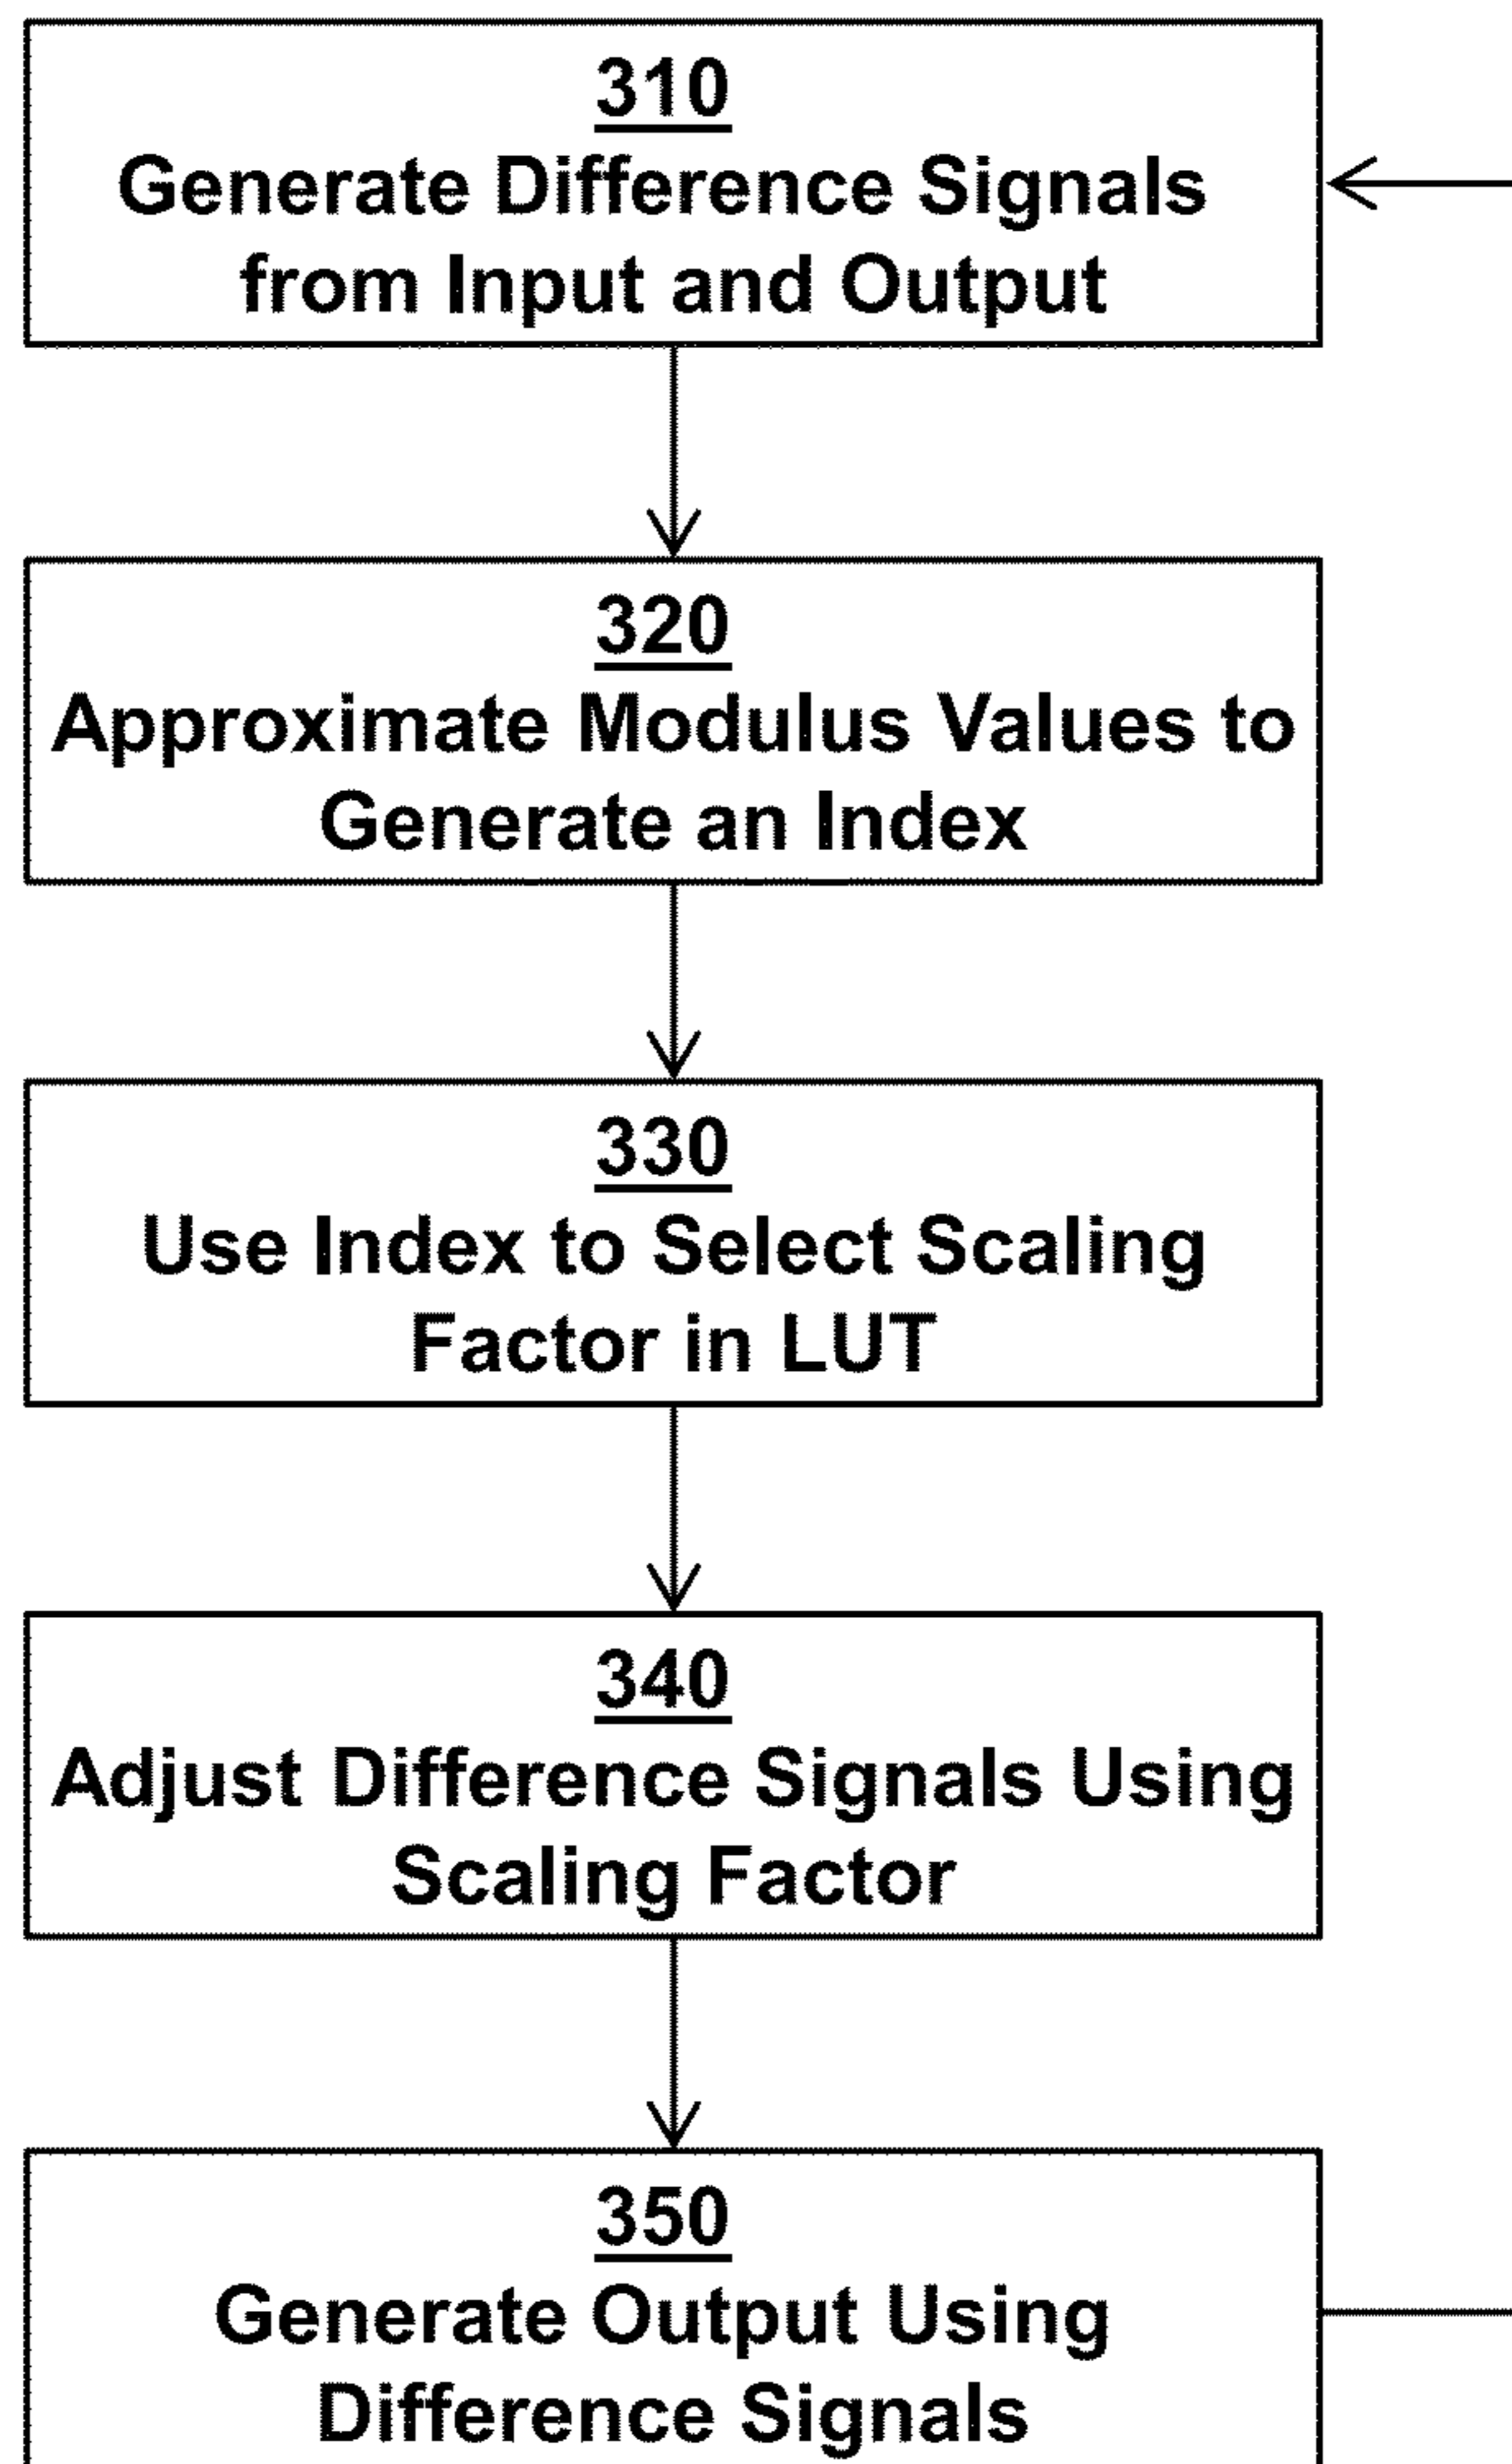 310
Generate Difference Signals
from Input and Output
320
Approximate Modulus Values to
Generate an Index
330
Use Index to Select Scaling
Factor in LUT
340
Adjust Difference Signals Using
Scaling Factor
350
Generate Output Using
Difference Signals